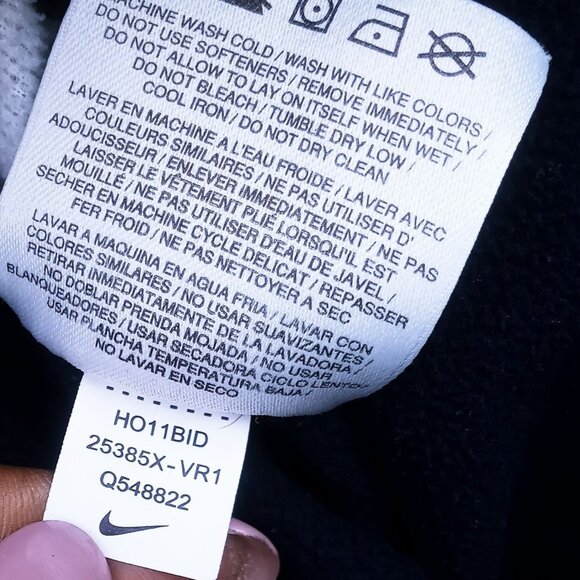 MACHINE WASH COLD / WASH WITH LIKE COLORS /
DO NOT USE SOFTENERS / REMOVE IMMEDIATELY /
DO NOT ALLOW TO LAY ON ITSELF WHEN WET /
DO NOT BLEACH / TUMBLE DRY LOW /
COOL IRON / DO NOT DRY CLEAN
LAVER EN MACHINE A L'EAU FROIDE / LAVER AVEC
COULEURS SIMILAIRES / NE PAS UTILISER D'
ADOUCISSEUR / ENLEVER IMMEDIATEMENT / NE PAS
LAISSER LE VÊTEMENT PLIÉ LORSQU'IL EST
MOUILLÉ / NE PAS UTILISER D'EAU DE JAVEL /
SECHER EN MACHINE CYCLE DELICAT / REPASSER
FER FROID / NE PAS NETTOYER A SEC
LAVAR A MAQUINA EN AGUA FRIA / LAVAR CON
COLORES SIMILARES / NO USAR SUAVIZANTES /
RETIRAR INMEDIATAMENTE DE LA LAVADORA /
NO DOBLAR PRENDA MOJADA / NO USAR
BLANQUEADORES / USAR SECADORA CICLO LENTO /
USAR PLANCHA TEMPERATURA BAJA /
NO LAVAR EN SECO
HO11BID
25385X-VR1
Q548822